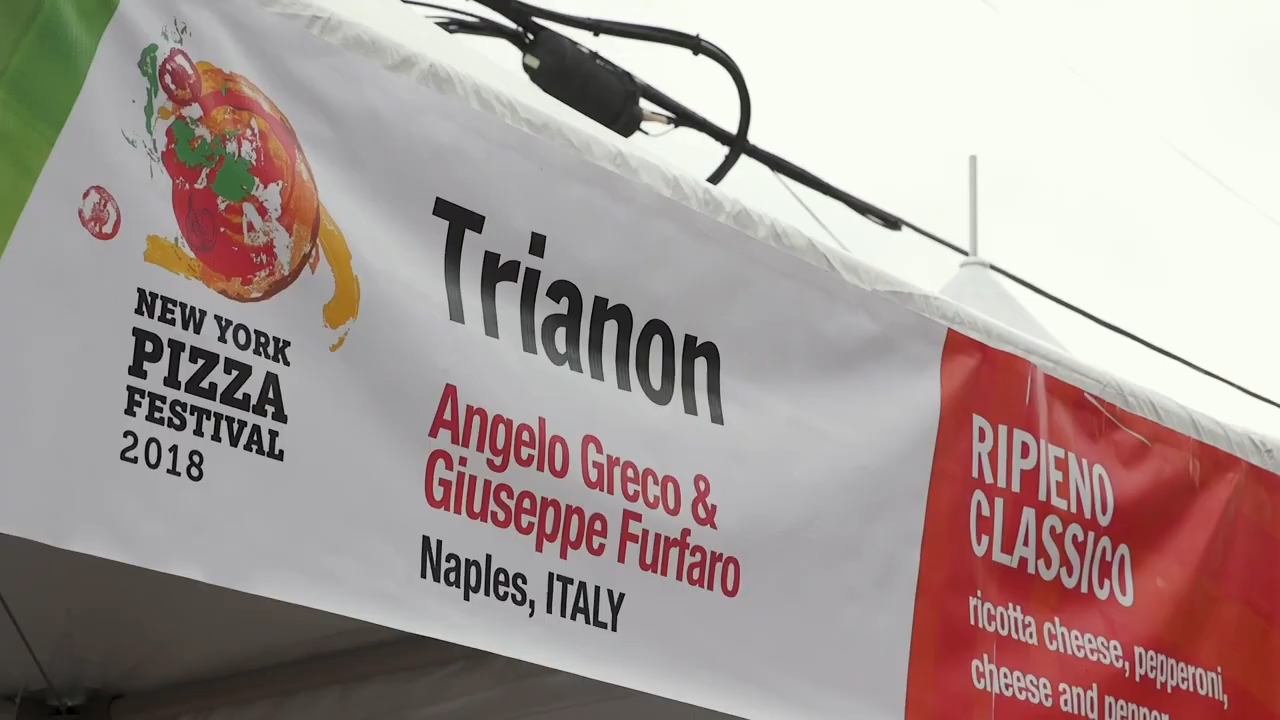 NEW YORK
PIZZA
FESTIVAL
2018
Trianon
Angelo Greco &
Giuseppe Furfaro
Naples, ITALY
RIPIENO
CLASSICO
ricotta cheese, pepperoni,
cheese and pepper